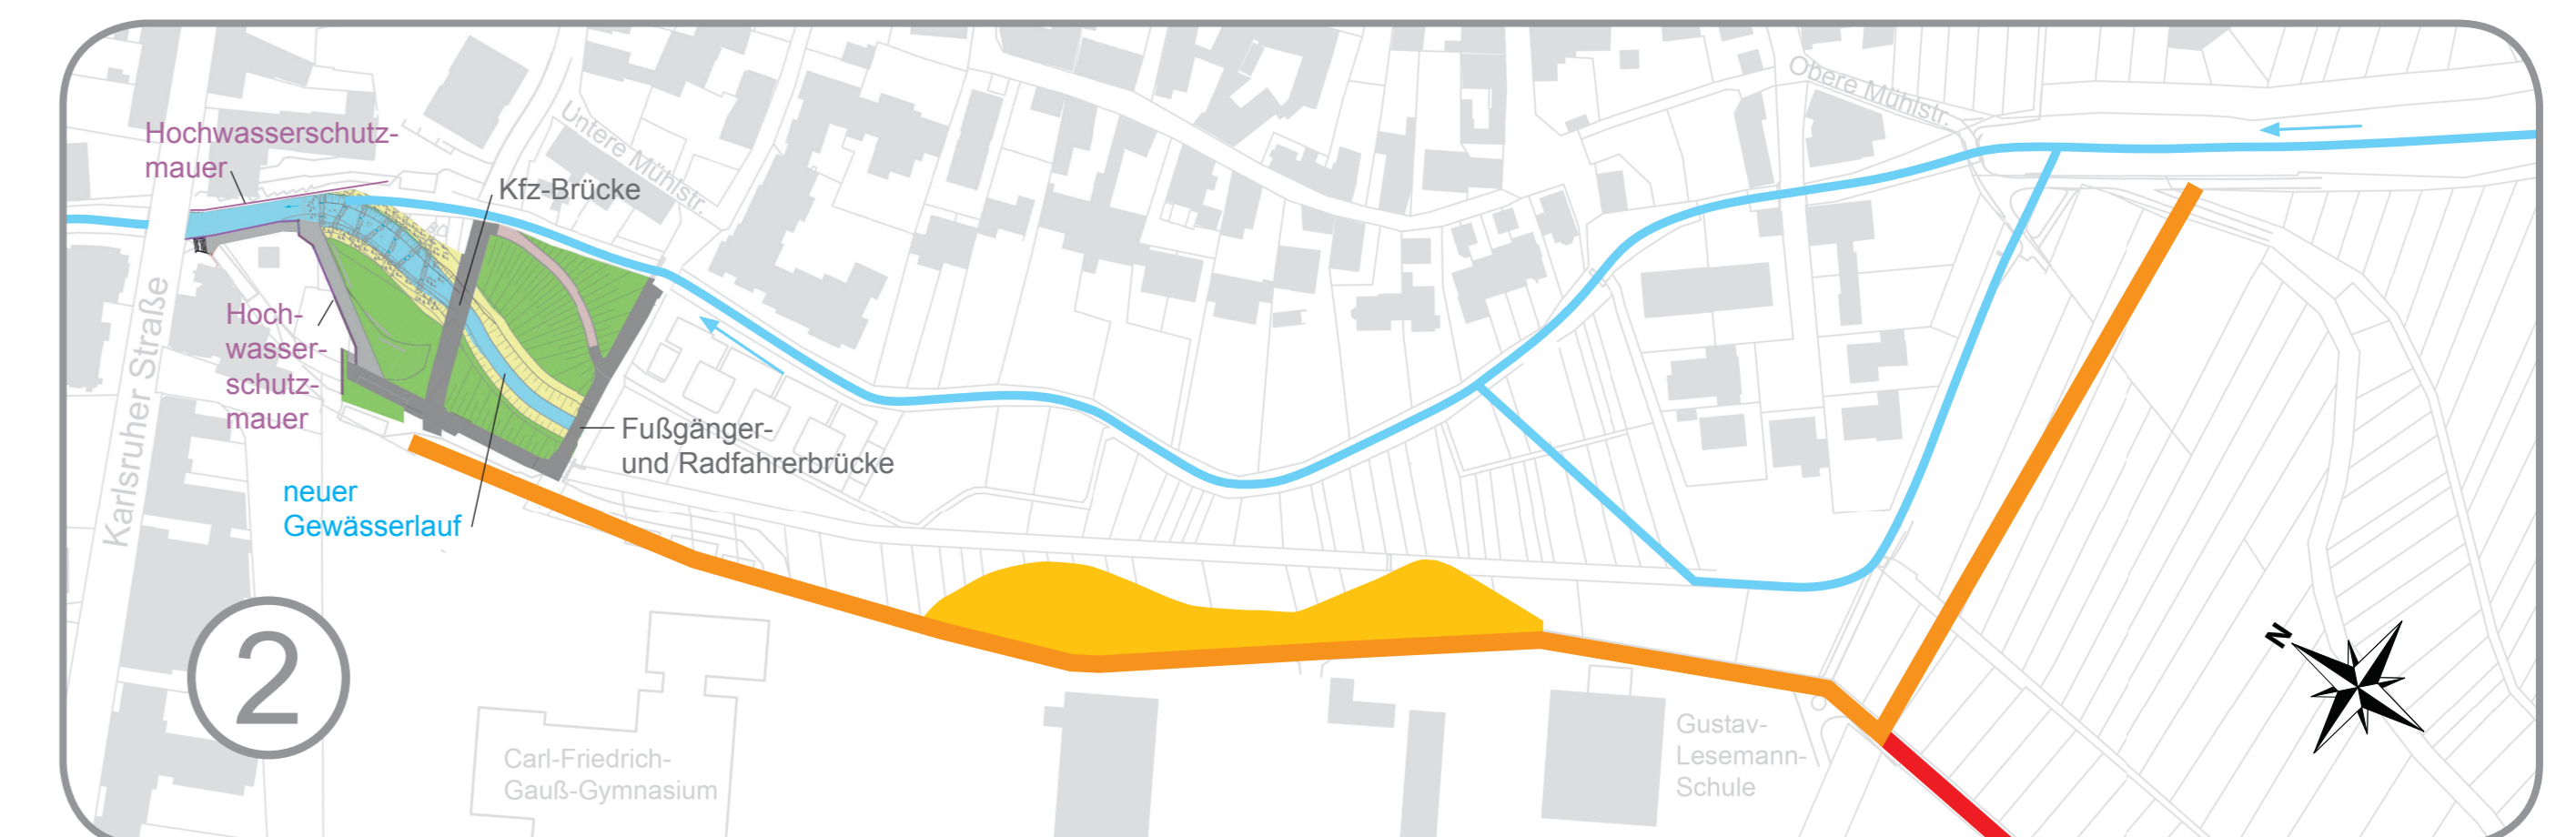 Obere Mühlstr.
Hochwasserschutz-
mauer
Untere Mühlstr.
Kfz-Brücke
Hoch-
wasser-
schutz-
mauer
Karlsruher Straße
Fußgänger-
und Radfahrerbrücke
neuer
Gewässerlauf
2
N
Carl-Friedrich-
Gauß-Gymnasium
Gustav-
Lesemann-
Schule